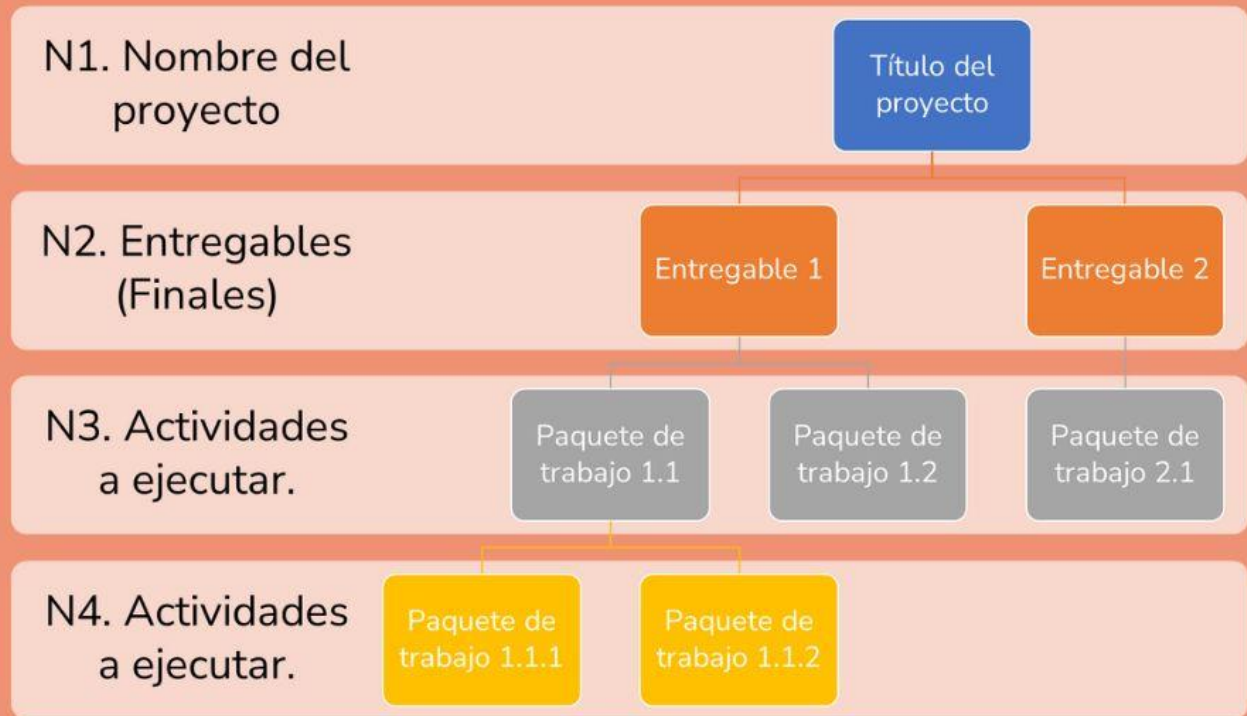 N1. Nombre del
proyecto
Título del
proyecto
N2. Entregables
(Finales)
Entregable 1
Entregable 2
N3. Actividades
a ejecutar.
Paquete de
trabajo 1.1
Paquete de
trabajo 1.2
Paquete de
trabajo 2.1
N4. Actividades
a ejecutar.
Paquete de
trabajo 1.1.1
Paquete de
trabajo 1.1.2